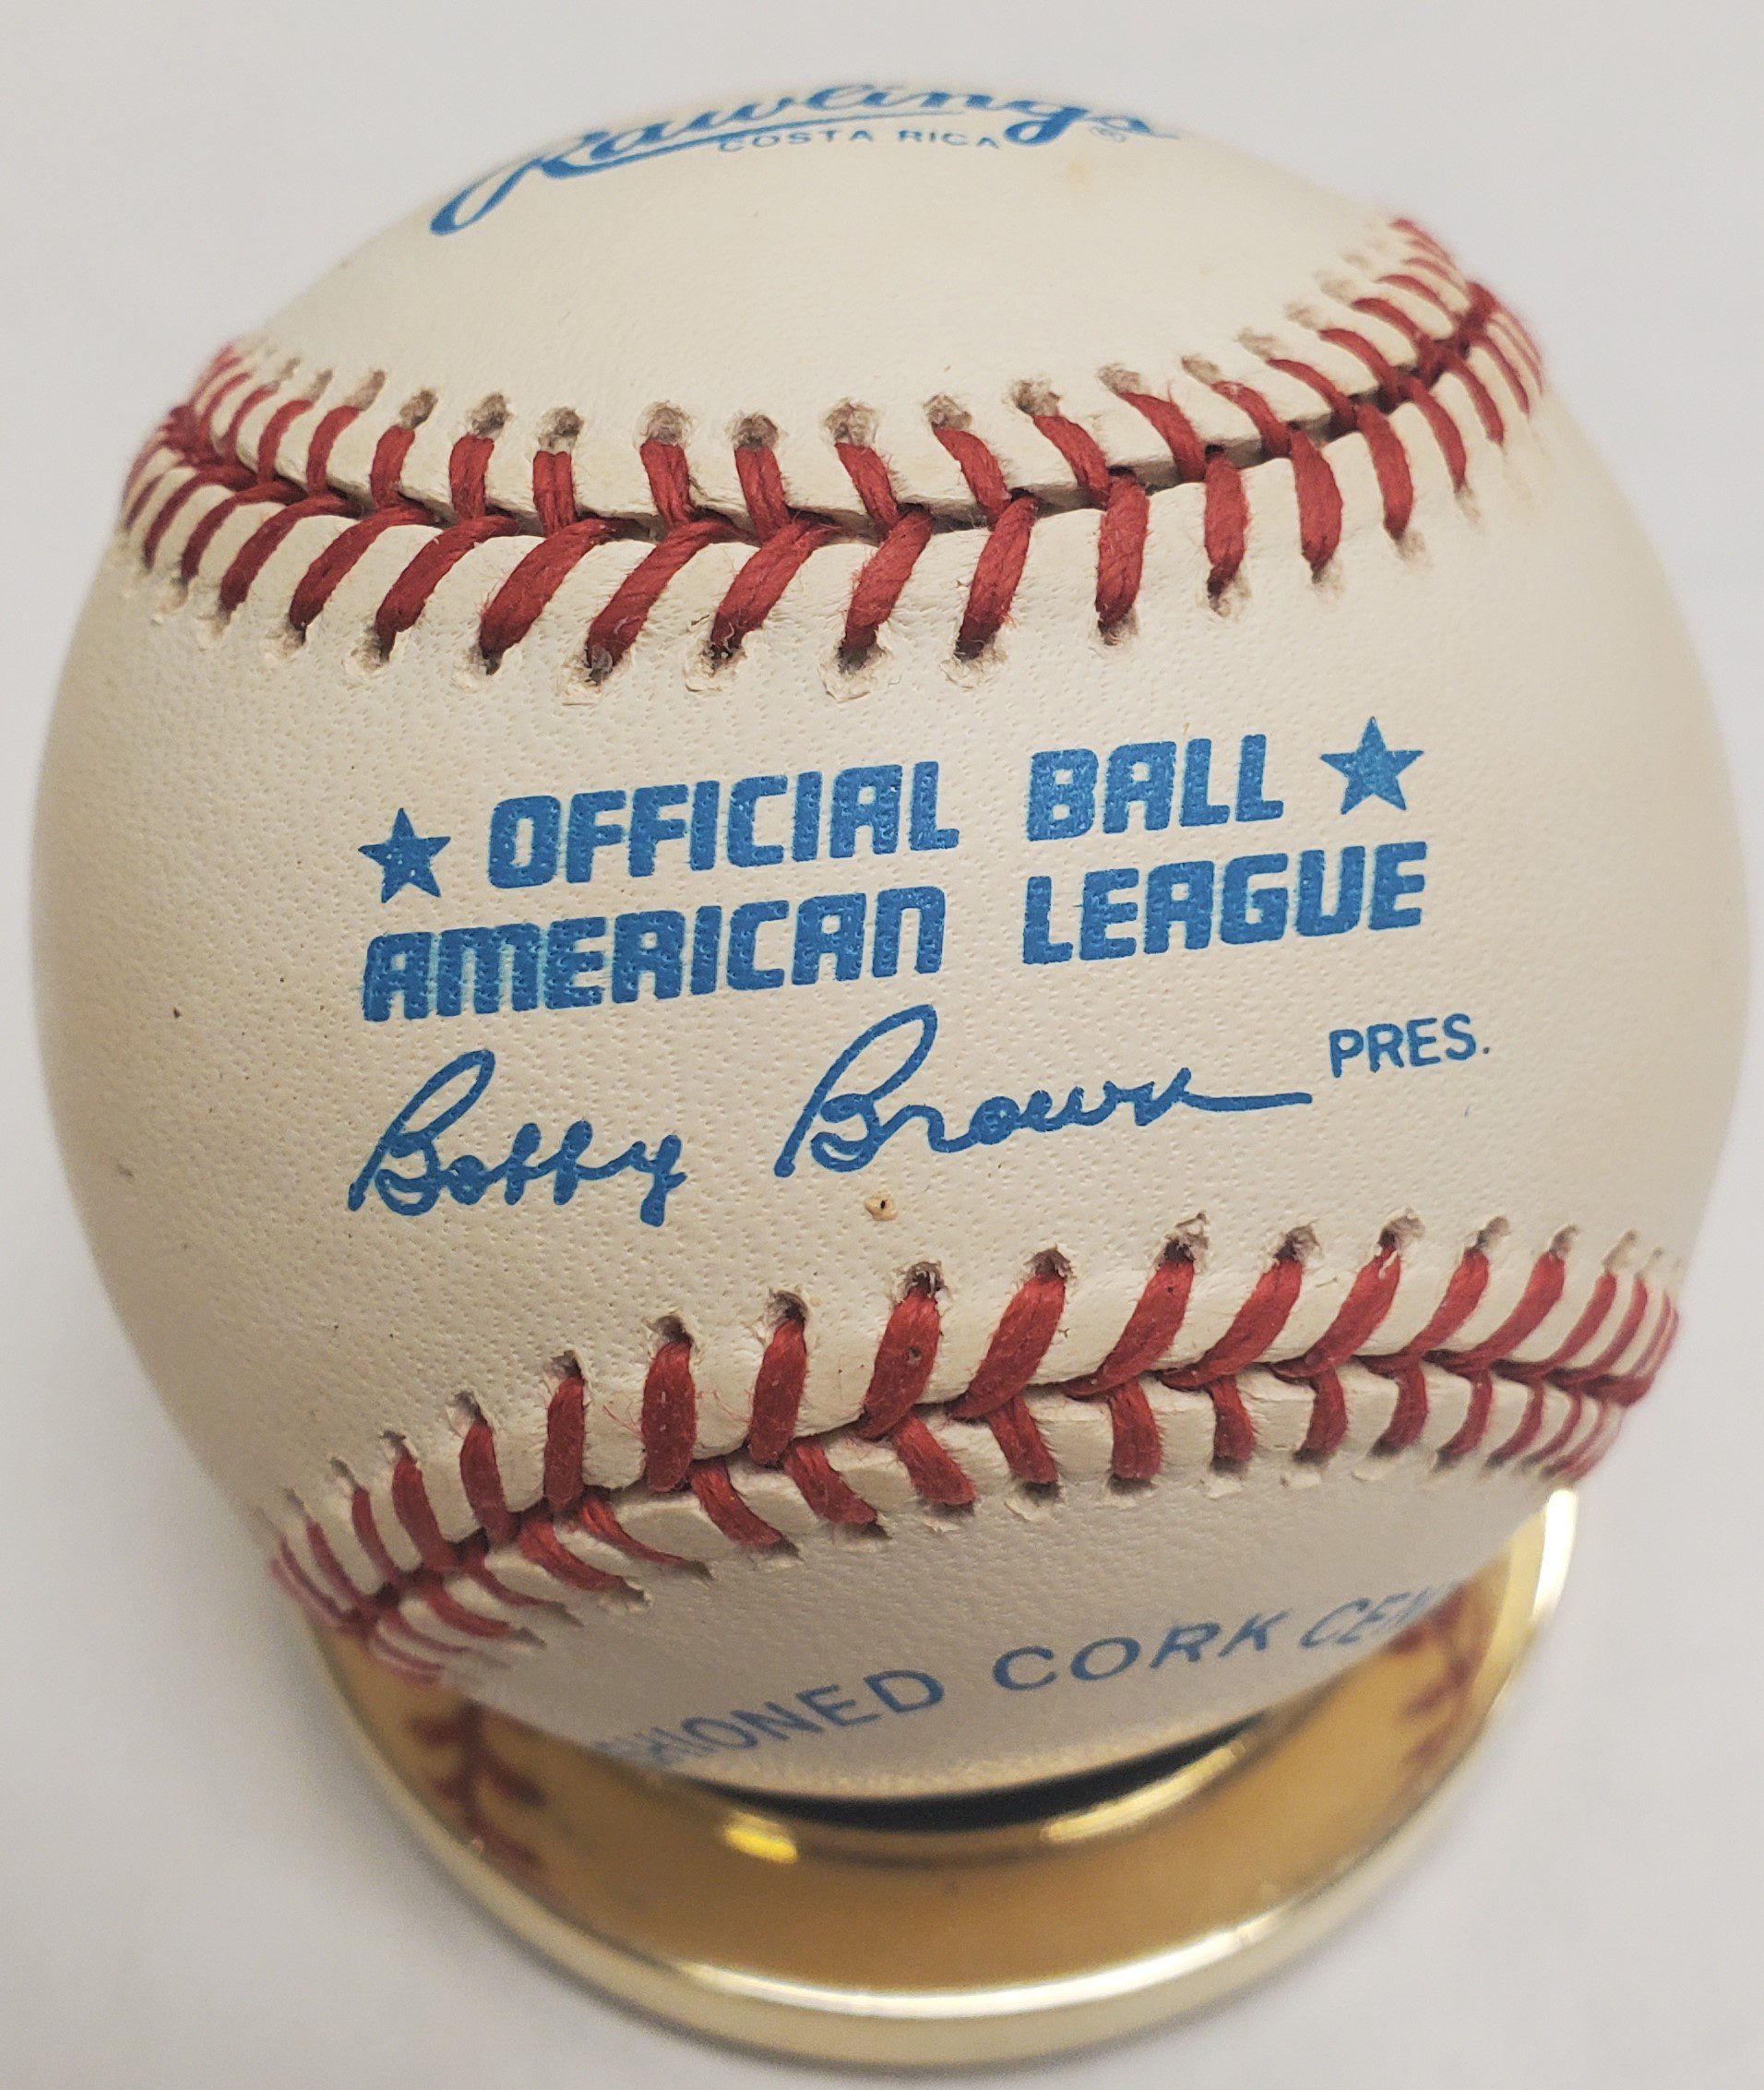 Rawlings®
COSTA RICA
★ OFFICIAL BALL ★
AMERICAN LEAGUE
Bobby Brown PRES.
CORK